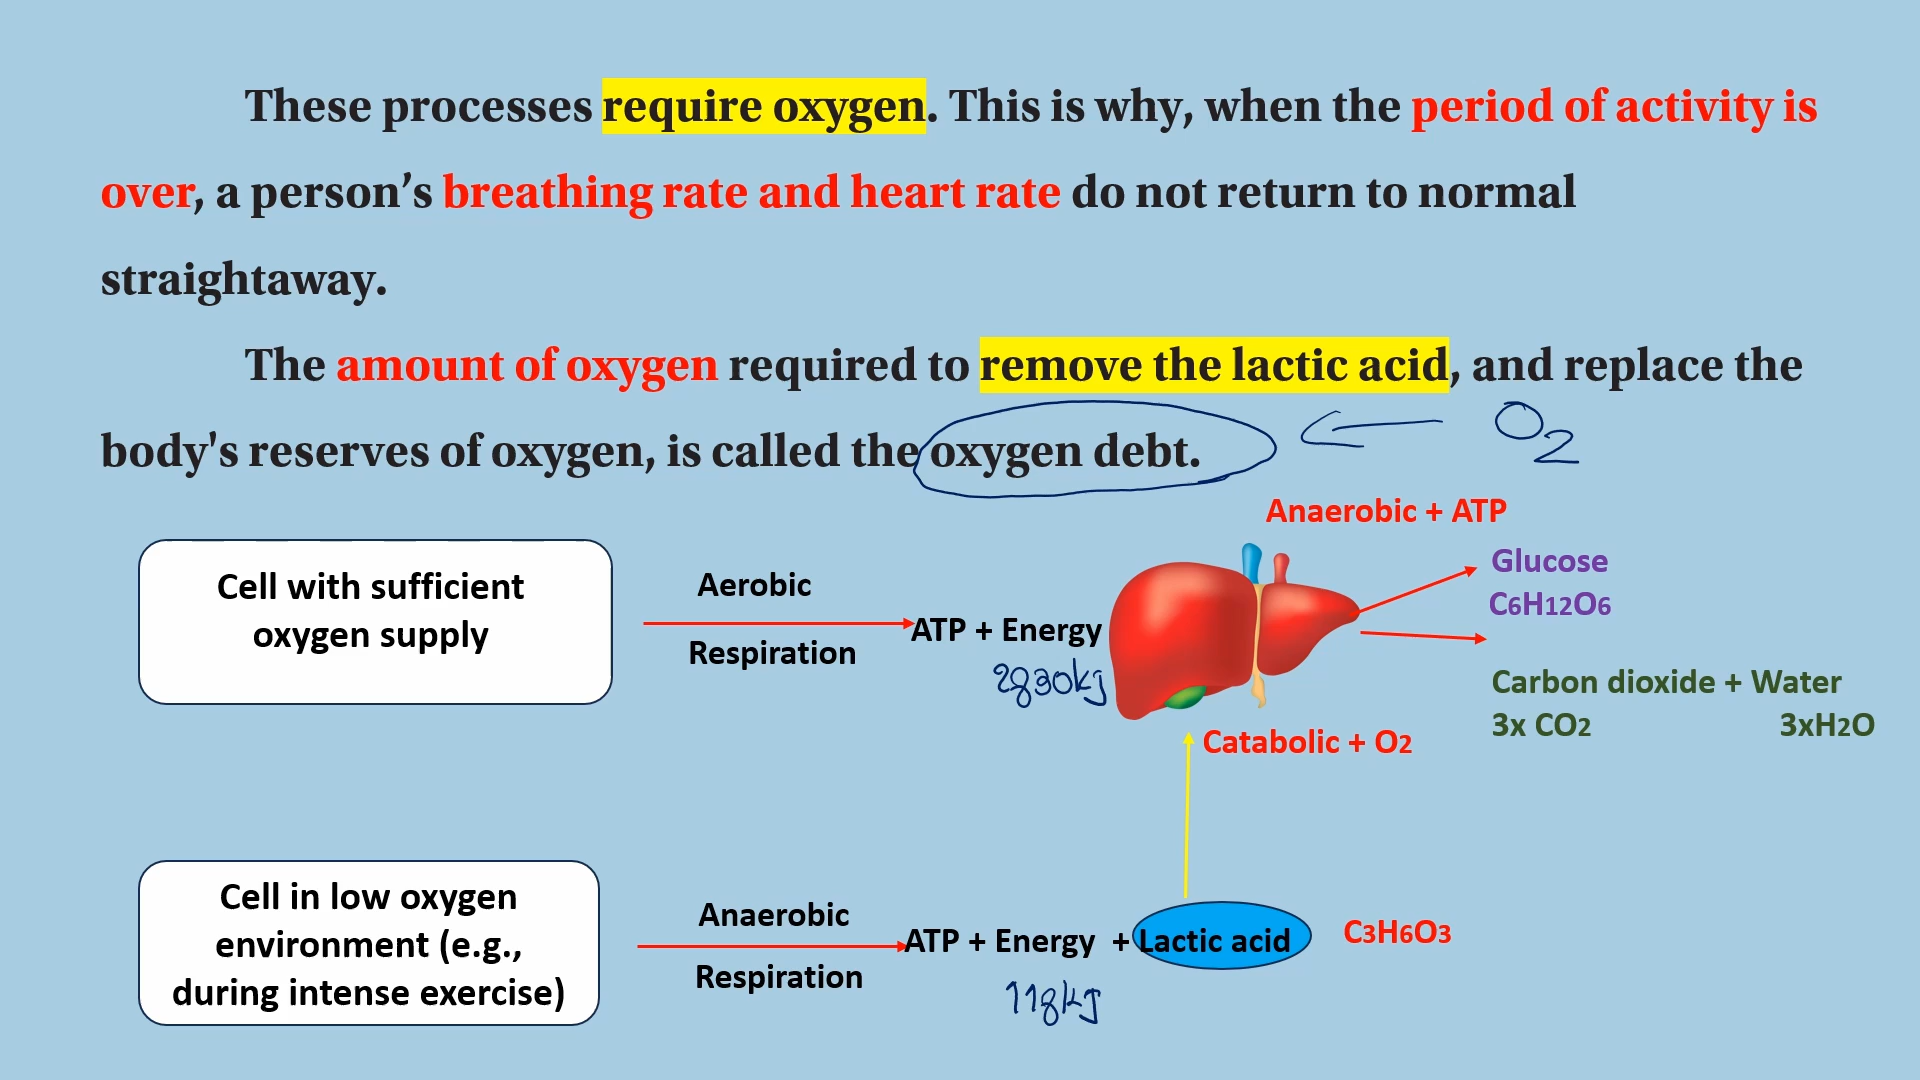 These processes require oxygen. This is why, when the period of activity is
over, a person’s breathing rate and heart rate do not return to normal
straightaway.
The amount of oxygen required to remove the lactic acid, and replace the
body's reserves of oxygen, is called the oxygen debt.
O2
Anaerobic + ATP
Glucose
C6H12O6
Cell with sufficient
oxygen supply
Aerobic
Respiration
ATP + Energy
2830kJ
Carbon dioxide + Water
3x CO2 3xH2O
Catabolic + O2
Cell in low oxygen
environment (e.g.,
during intense exercise)
Anaerobic
Respiration
ATP + Energy + Lactic acid
C3H6O3
118kJ